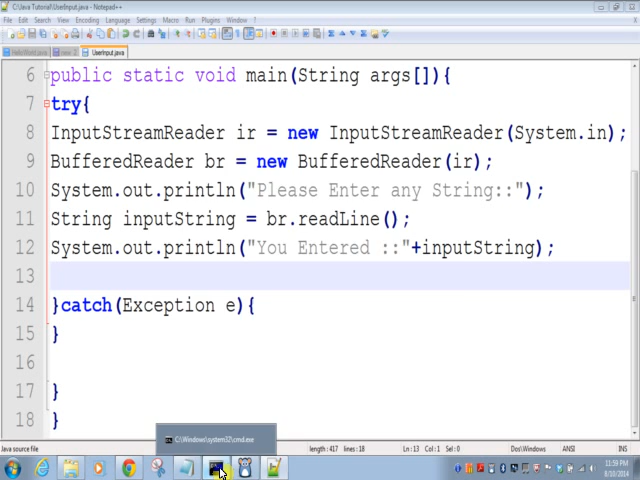 C:\Java Tutorial\UserInput.java - Notepad++
File Edit Search View Encoding Language Settings Macro Run Plugins Window ?
HelloWorld.java new 2 UserInput.java
6 public static void main(String args[]){
7 try{
8 InputStreamReader ir = new InputStreamReader(System.in);
9 BufferedReader br = new BufferedReader(ir);
10 System.out.println("Please Enter any String::");
11 String inputString = br.readLine();
12 System.out.println("You Entered ::"+inputString);
13
14 }catch(Exception e){
15 }
16
17 }
18 }
C:\Windows\system32\cmd.exe
Java source file length : 417 lines : 18 Ln : 13 Col : 1 Sel : 0 Dos\Windows ANSI INS
11:59 PM
8/10/2014